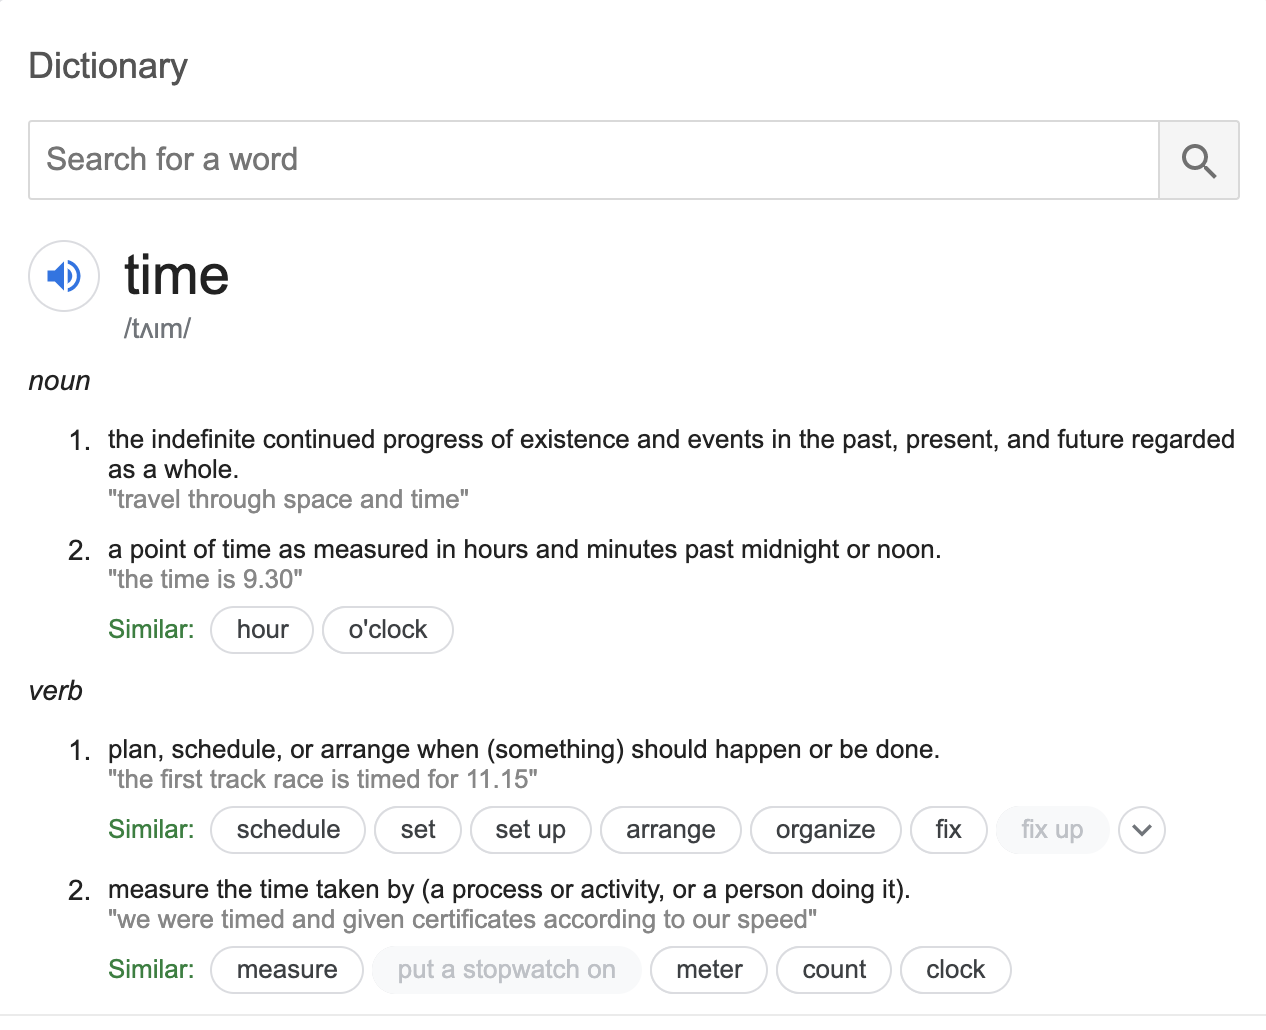 Dictionary
Search for a word
time
/tʌɪm/
noun
1. the indefinite continued progress of existence and events in the past, present, and future regarded
as a whole.
"travel through space and time"
2. a point of time as measured in hours and minutes past midnight or noon.
"the time is 9.30"
Similar: hour o'clock
verb
1. plan, schedule, or arrange when (something) should happen or be done.
"the first track race is timed for 11.15"
Similar: schedule set set up arrange organize fix fix up
2. measure the time taken by (a process or activity, or a person doing it).
"we were timed and given certificates according to our speed"
Similar: measure put a stopwatch on meter count clock